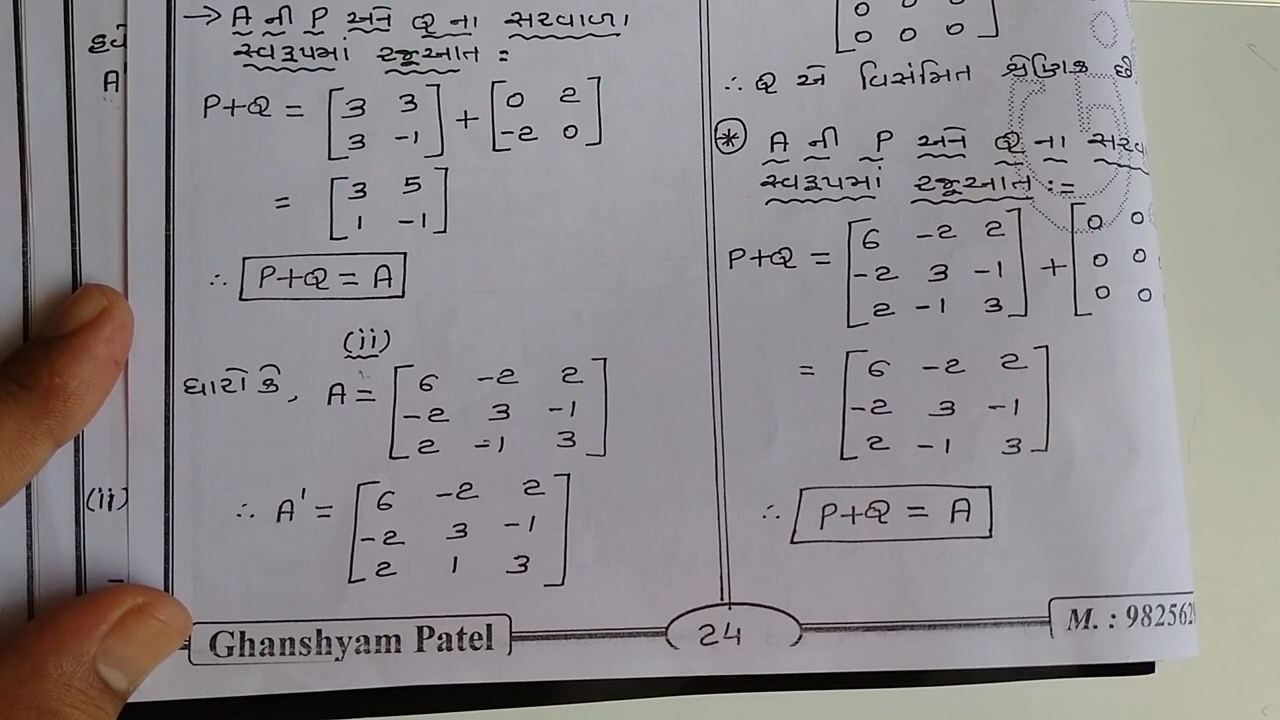 → A ની P અને Q ના સરવાળા
સ્વરૂપમાં રજૂઆત :
P+Q = [3 3 + [0 2
3 -1] -2 0]
= [3 5
1 -1]
∴ P+Q = A
(ii)
ધારો કે, A = [6 -2 2
-2 3 -1
2 -1 3]
∴ A' = [6 -2 2
-2 3 -1
2 1 3]
હવે
A'
(ii)
0
0 0 0]
∴ Q એ વિસંમિત શ્રેણિક છે
* A ની P અને Q ના
સ્વરૂપમાં રજૂઆત :=
P+Q = [6 -2 2 + [0 0
-2 3 -1 0 0
2 -1 3] 0 0
= [6 -2 2
-2 3 -1
2 -1 3]
∴ P+Q = A
Ghanshyam Patel
24
M. : 982562